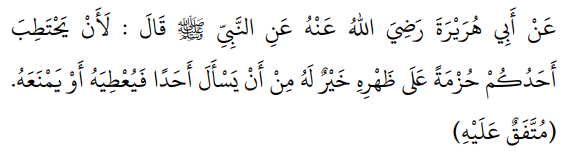 عَنْ أَبِي هُرَيْرَةَ رَضِيَ اللهُ عَنْهُ عَنِ النَّبِيِّ ﷺ قَالَ : لَأَنْ يَحْتَطِبَ
أَحَدُكُمْ حُزْمَةً عَلَى ظَهْرِهِ خَيْرٌ لَهُ مِنْ أَنْ يَسْأَلَ أَحَدًا فَيُعْطِيَهُ أَوْ يَمْنَعَهُ.
(مُتَّفَقٌ عَلَيْهِ)